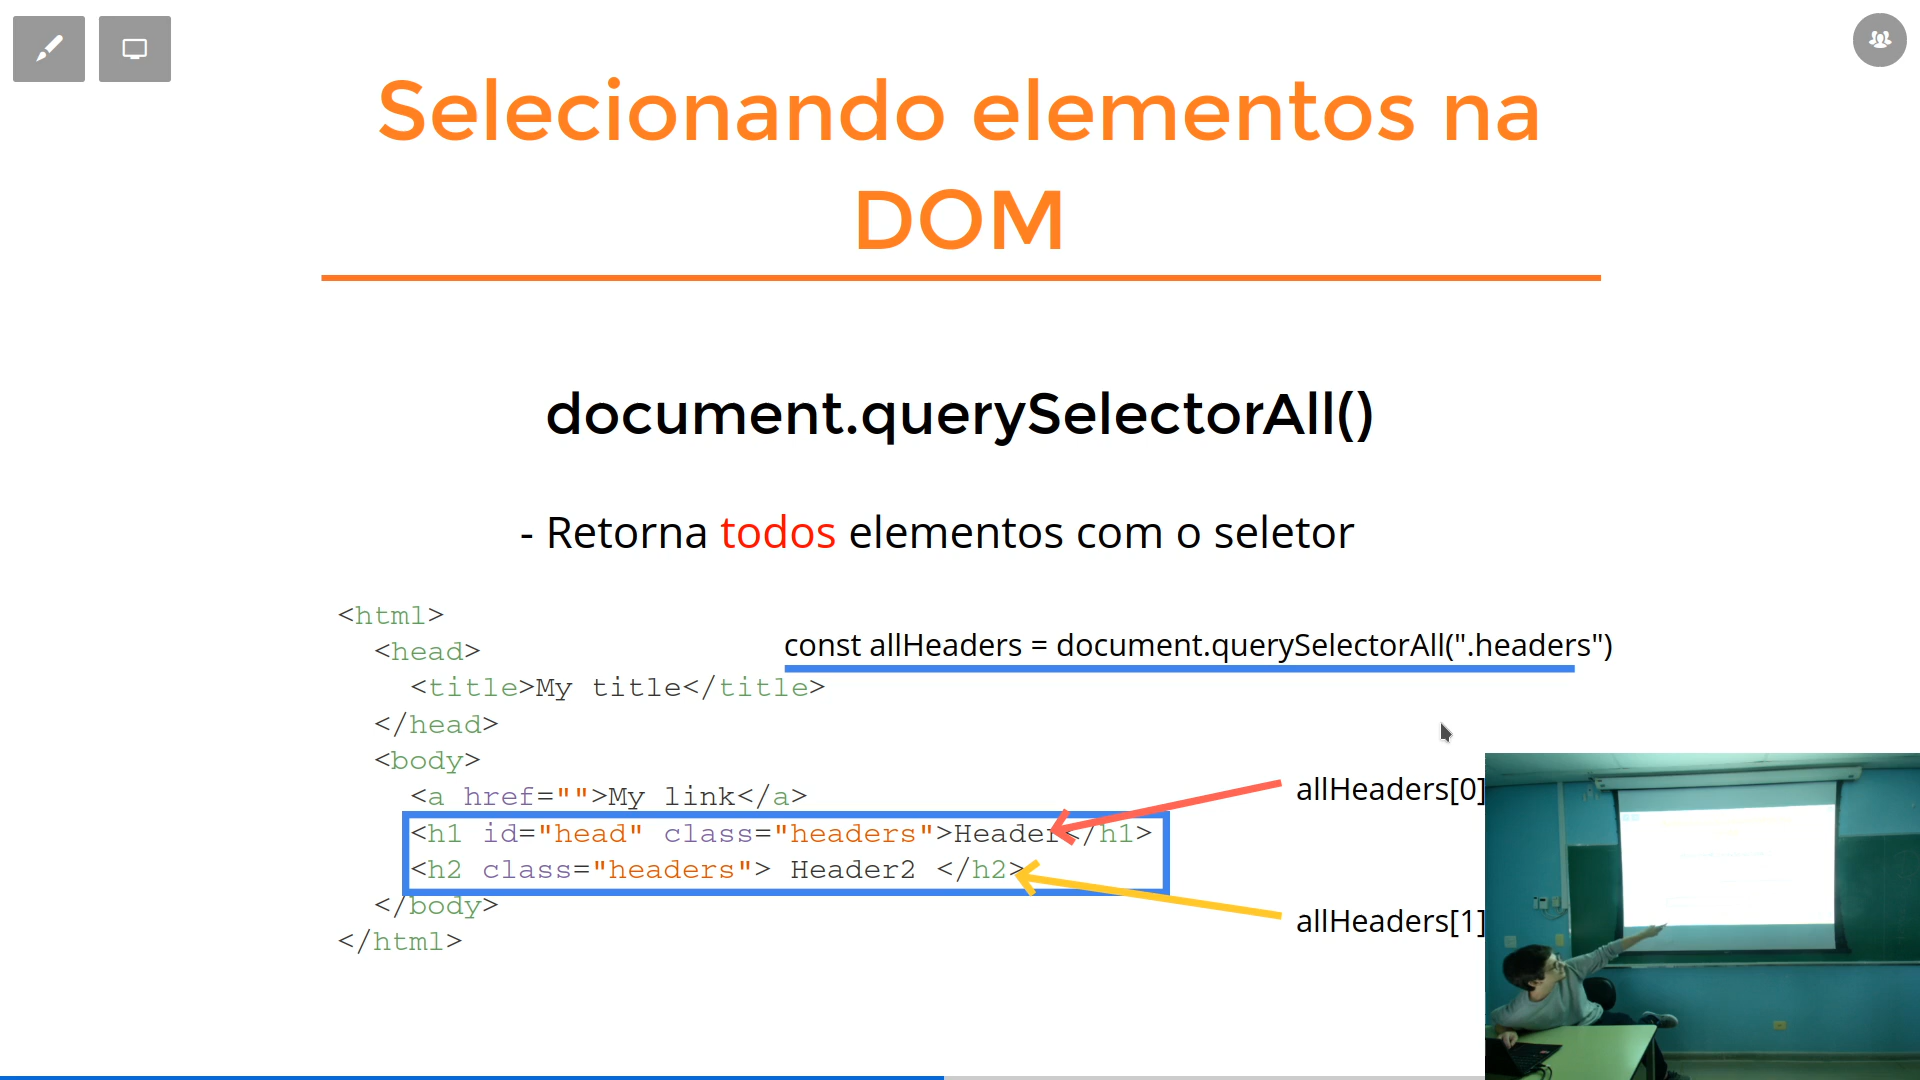 Selecionando elementos na
DOM
document.querySelectorAll()
- Retorna todos elementos com o seletor
<html>
<head>
const allHeaders = document.querySelectorAll(".headers")
<title>My title</title>
</head>
<body>
<a href="">My link</a>
allHeaders[0]
<h1 id="head" class="headers">Header</h1>
<h2 class="headers"> Header2 </h2>
</body>
allHeaders[1]
</html>